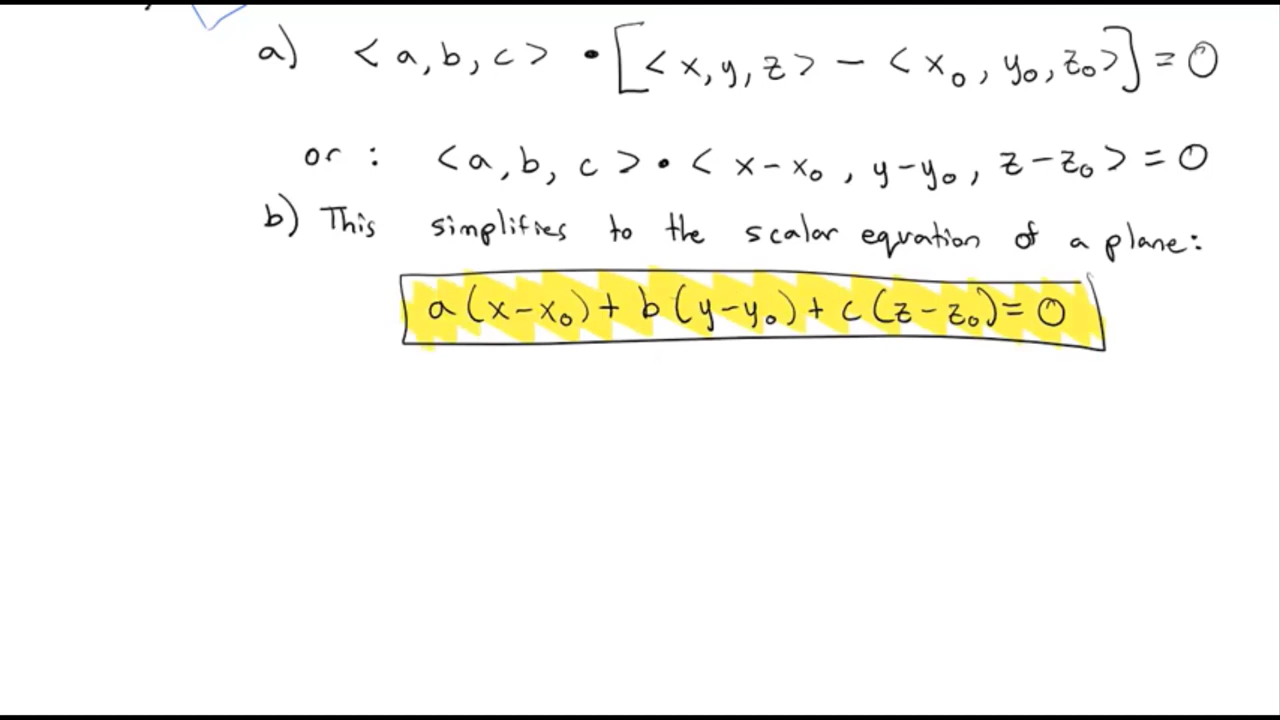 a) < a, b, c > • [< x, y, z > − < x₀, y₀, z₀ >] = 0
or : < a, b, c > • < x − x₀, y − y₀, z − z₀ > = 0
b) This simplifies to the scalar equation of a plane:
a (x − x₀) + b (y − y₀) + c (z − z₀) = 0